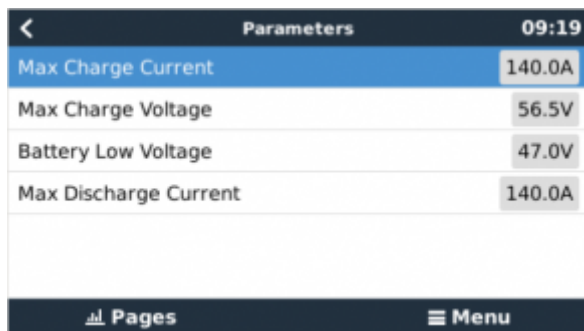 Parameters 09:19
Max Charge Current 140.0A
Max Charge Voltage 56.5V
Battery Low Voltage 47.0V
Max Discharge Current 140.0A
Pages Menu